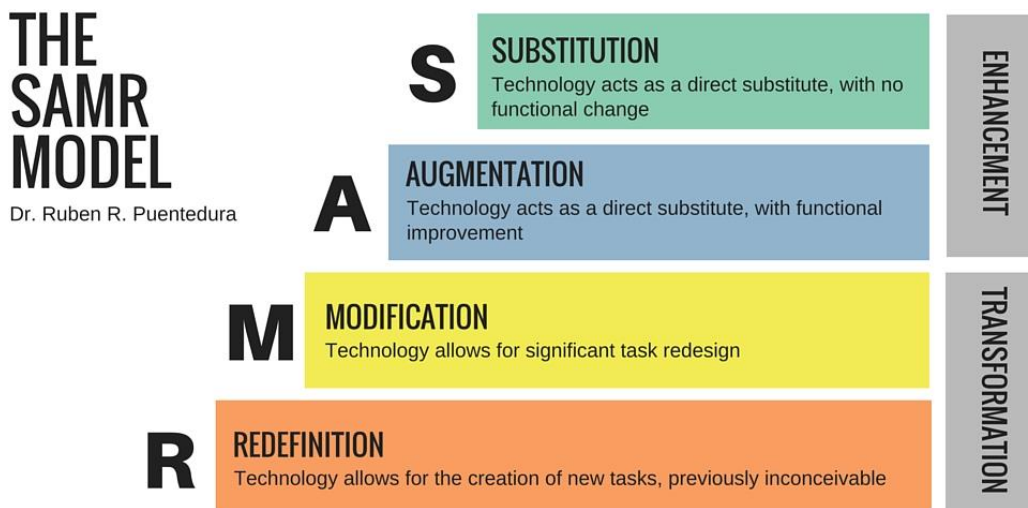 THE
SAMR
MODEL
Dr. Ruben R. Puentedura
S
SUBSTITUTION
Technology acts as a direct substitute, with no
functional change
A
AUGMENTATION
Technology acts as a direct substitute, with functional
improvement
ENHANCEMENT
M
MODIFICATION
Technology allows for significant task redesign
R
REDEFINITION
Technology allows for the creation of new tasks, previously inconceivable
TRANSFORMATION